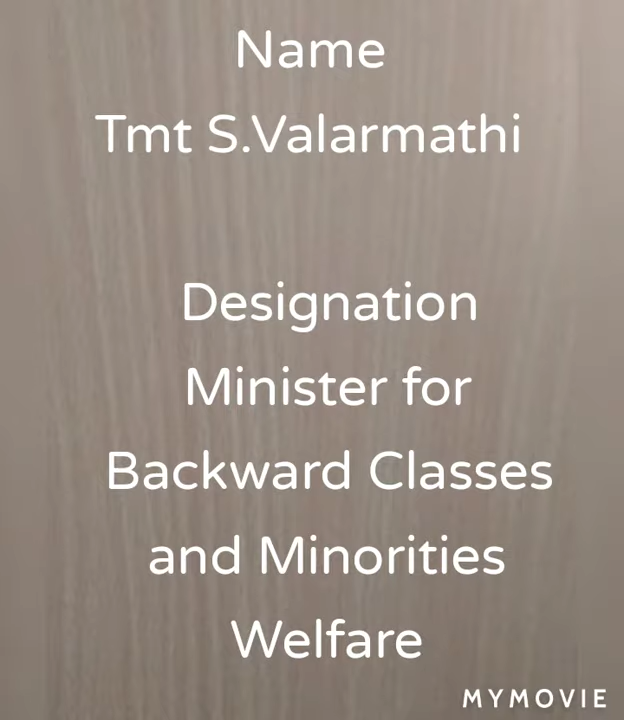 Name
Tmt S.Valarmathi
Designation
Minister for
Backward Classes
and Minorities
Welfare
MYMOVIE